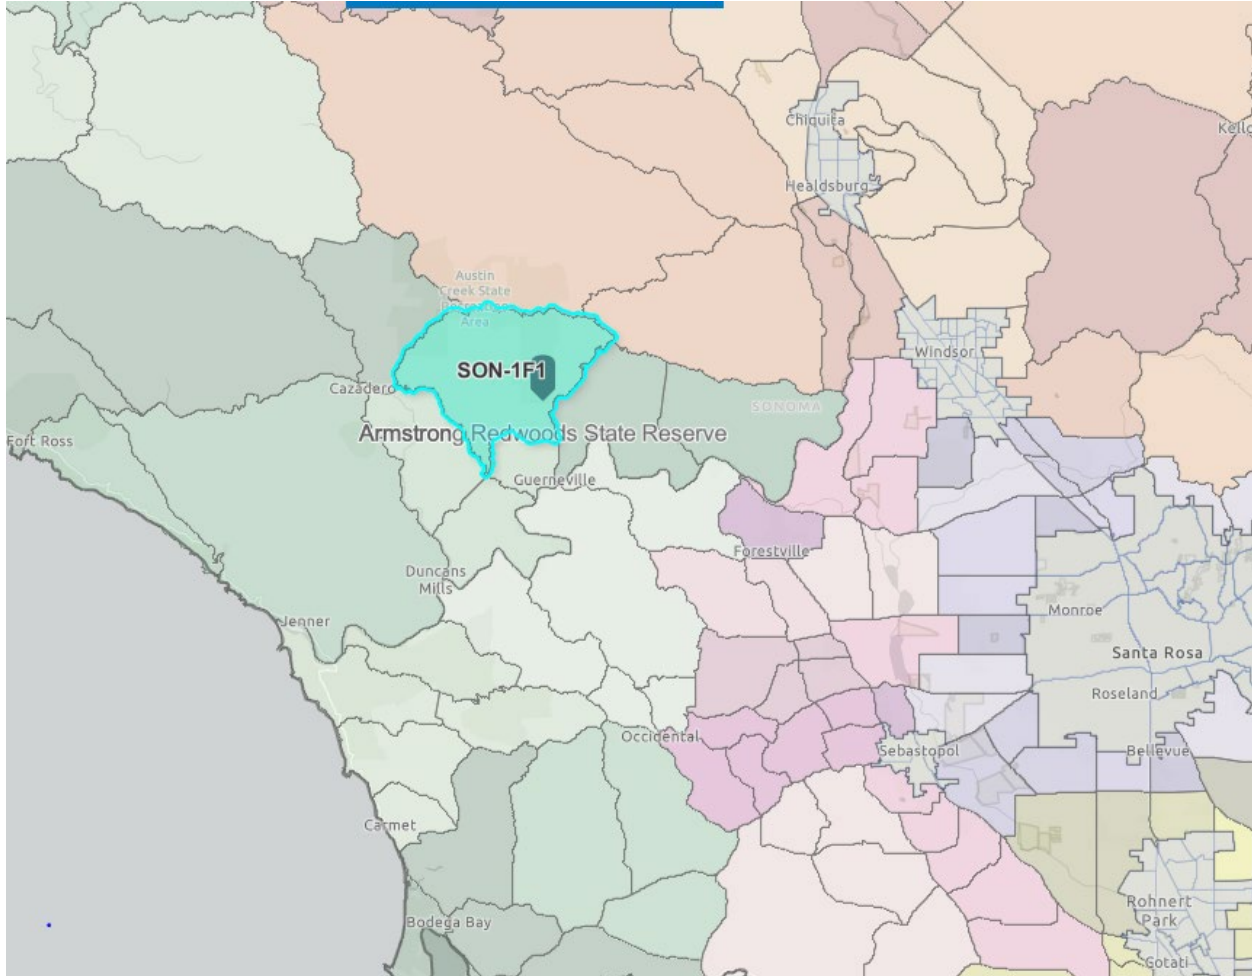 Chiquita
Kello
Healdsburg
Austin
Creek State
Recreation
Area
SON-1F1
Windsor
Cazadero
SONOMA
Fort Ross
Armstrong Redwoods State Reserve
Guerneville
Forestville
Duncans
Mills
Monroe
Jenner
Santa Rosa
Roseland
Occidental
Sebastopol
Bellevue
Carmet
Rohnert
Park
Bodega Bay
Cotati